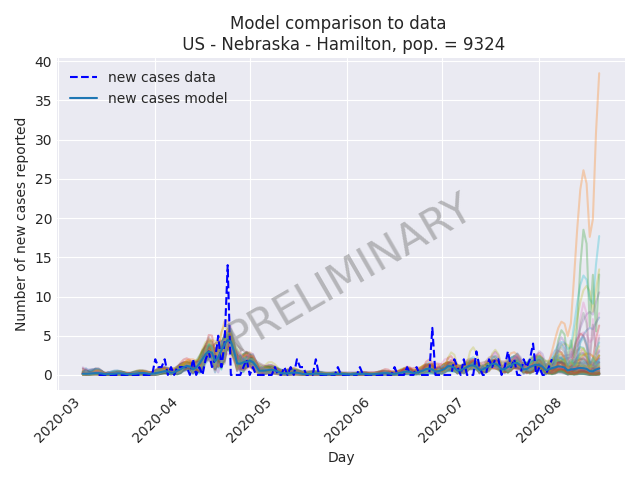 Model comparison to data
US - Nebraska - Hamilton, pop. = 9324
new cases data
new cases model
Number of new cases reported
40
35
30
25
20
15
10
5
0
PRELIMINARY
2020-03
2020-04
2020-05
2020-06
2020-07
2020-08
Day